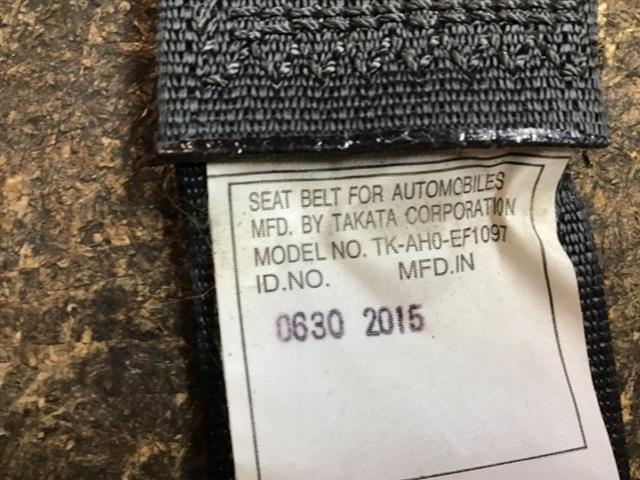 SEAT BELT FOR AUTOMOBILES
MFD. BY TAKATA CORPORATION
MODEL NO. TK-AH0-EF1097
ID.NO. MFD.IN
0630 2015